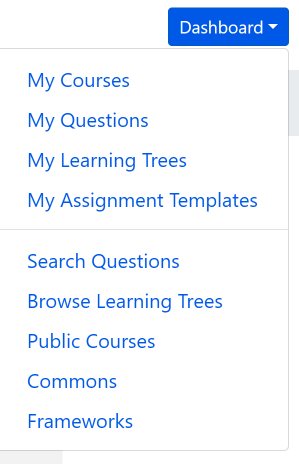 Dashboard
My Courses
My Questions
My Learning Trees
My Assignment Templates
Search Questions
Browse Learning Trees
Public Courses
Commons
Frameworks